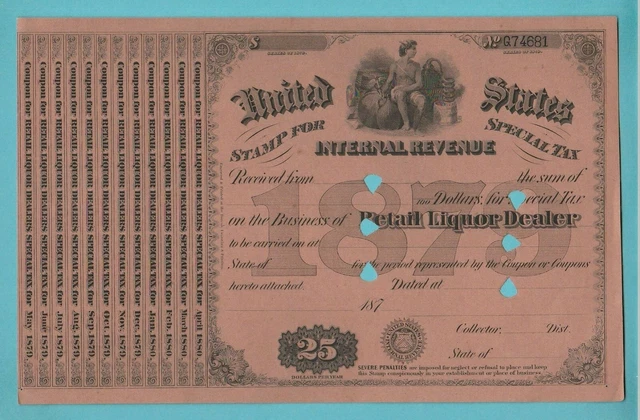 Coupon for RETAIL LIQUOR DEALERS SPECIAL TAX for May 1879.
Coupon for RETAIL LIQUOR DEALERS SPECIAL TAX for June 1879.
Coupon for RETAIL LIQUOR DEALERS SPECIAL TAX for July 1879.
Coupon for RETAIL LIQUOR DEALERS SPECIAL TAX for Aug. 1879.
Coupon for RETAIL LIQUOR DEALERS SPECIAL TAX for Sep. 1879.
Coupon for RETAIL LIQUOR DEALERS SPECIAL TAX for Oct. 1879.
Coupon for RETAIL LIQUOR DEALERS SPECIAL TAX for Nov. 1879.
Coupon for RETAIL LIQUOR DEALERS SPECIAL TAX for Dec. 1879.
Coupon for RETAIL LIQUOR DEALERS SPECIAL TAX for Jan. 1880.
Coupon for RETAIL LIQUOR DEALERS SPECIAL TAX for Feb. 1880.
Coupon for RETAIL LIQUOR DEALERS SPECIAL TAX for March 1880.
Coupon for RETAIL LIQUOR DEALERS SPECIAL TAX for April 1880.
$
No G74681
SERIES OF 1879.
United States
STAMP FOR SPECIAL TAX
INTERNAL REVENUE
Received from the sum of
100 Dollars, for Special Tax
on the Business of Retail Liquor Dealer
1879
to be carried on at
State of for the period represented by the Coupon or Coupons
hereto attached. Dated at
187
Collector, Dist.
State of
25
DOLLARS PER YEAR
SEVERE PENALTIES are imposed for neglect or refusal to place and keep
this Stamp conspicuously in your establishment or place of business.